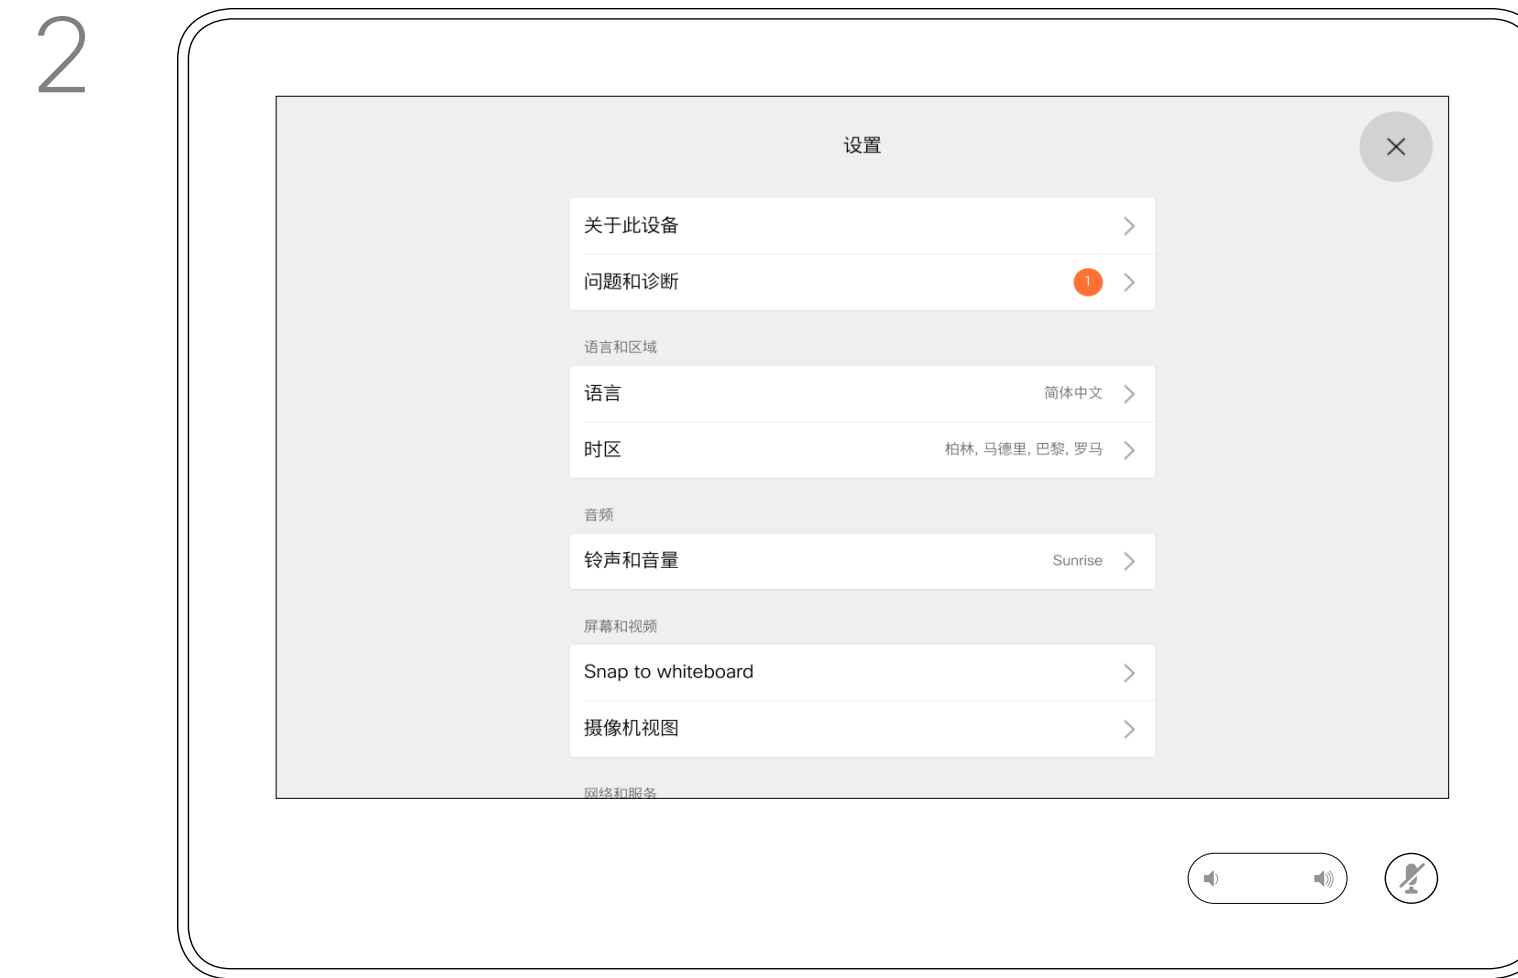 2
设置
关于此设备
问题和诊断 1
语言和区域
语言 简体中文
时区 柏林, 马德里, 巴黎, 罗马
音频
铃声和音量 Sunrise
屏幕和视频
Snap to whiteboard
摄像机视图
网络和服务